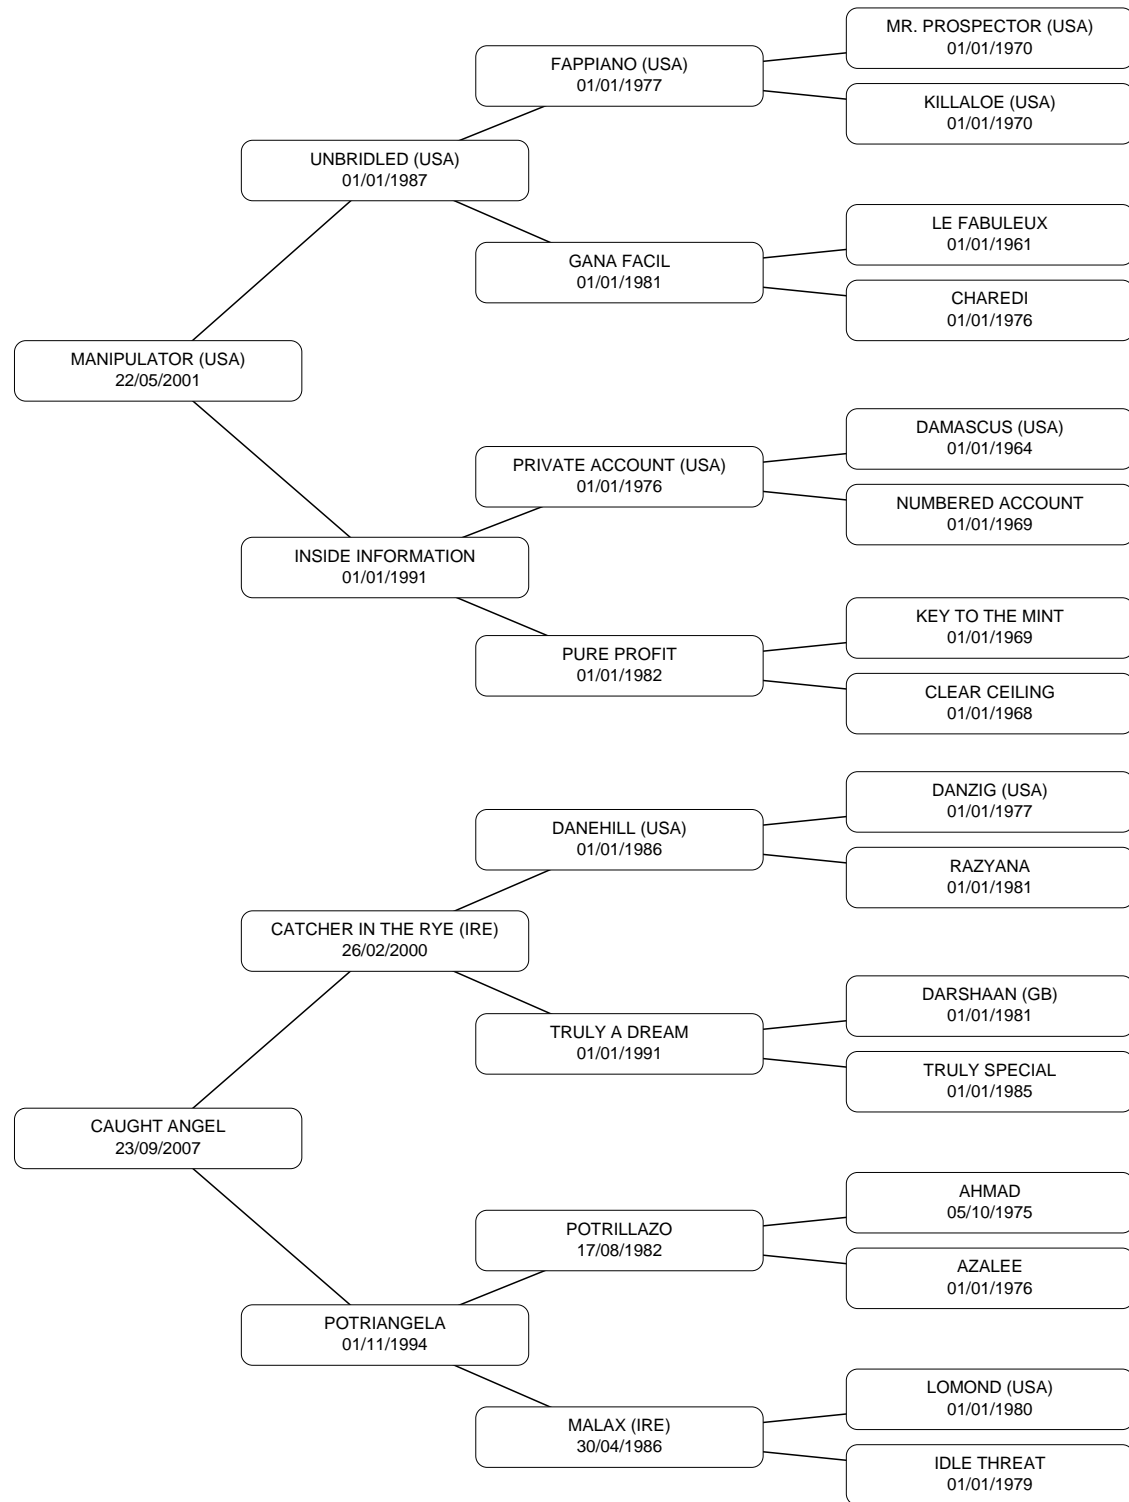 MR. PROSPECTOR (USA)
01/01/1970
FAPPIANO (USA)
01/01/1977
KILLALOE (USA)
01/01/1970
UNBRIDLED (USA)
01/01/1987
LE FABULEUX
01/01/1961
GANA FACIL
01/01/1981
CHAREDI
01/01/1976
MANIPULATOR (USA)
22/05/2001
DAMASCUS (USA)
01/01/1964
PRIVATE ACCOUNT (USA)
01/01/1976
NUMBERED ACCOUNT
01/01/1969
INSIDE INFORMATION
01/01/1991
KEY TO THE MINT
01/01/1969
PURE PROFIT
01/01/1982
CLEAR CEILING
01/01/1968
DANZIG (USA)
01/01/1977
DANEHILL (USA)
01/01/1986
RAZYANA
01/01/1981
CATCHER IN THE RYE (IRE)
26/02/2000
DARSHAAN (GB)
01/01/1981
TRULY A DREAM
01/01/1991
TRULY SPECIAL
01/01/1985
CAUGHT ANGEL
23/09/2007
AHMAD
05/10/1975
POTRILLAZO
17/08/1982
AZALEE
01/01/1976
POTRIANGELA
01/11/1994
LOMOND (USA)
01/01/1980
MALAX (IRE)
30/04/1986
IDLE THREAT
01/01/1979